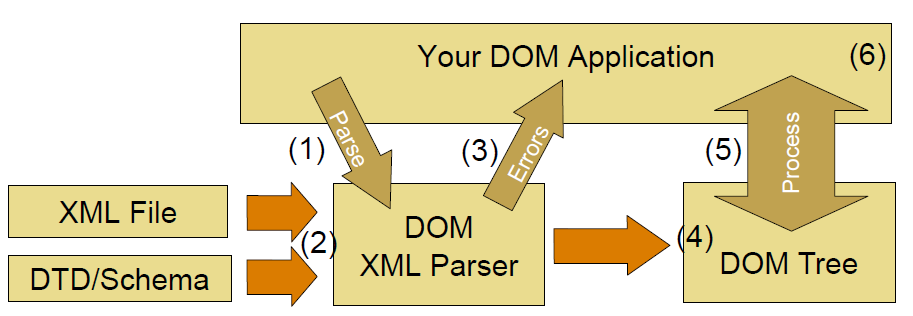 Your DOM Application
(6)
(1)
Parse
(3)
Errors
(5)
Process
XML File
DTD/Schema
(2)
DOM
XML Parser
(4)
DOM Tree